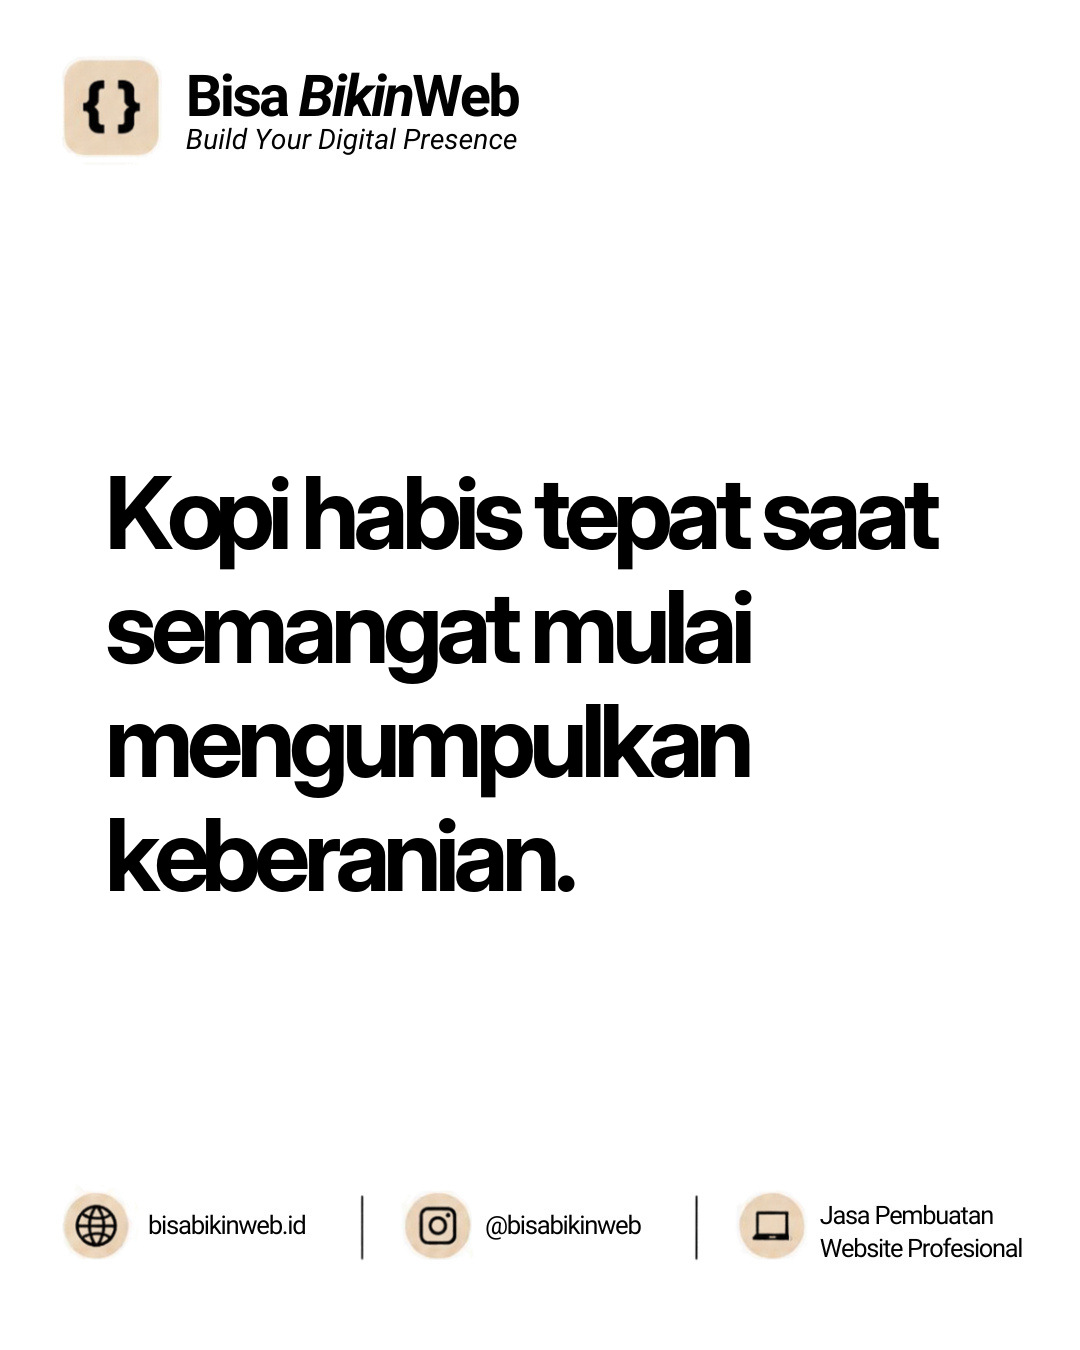 { }
Bisa BikinWeb
Build Your Digital Presence
Kopi habis tepat saat
semangat mulai
mengumpulkan
keberanian.
bisabikinweb.id
@bisabikinweb
Jasa Pembuatan
Website Profesional